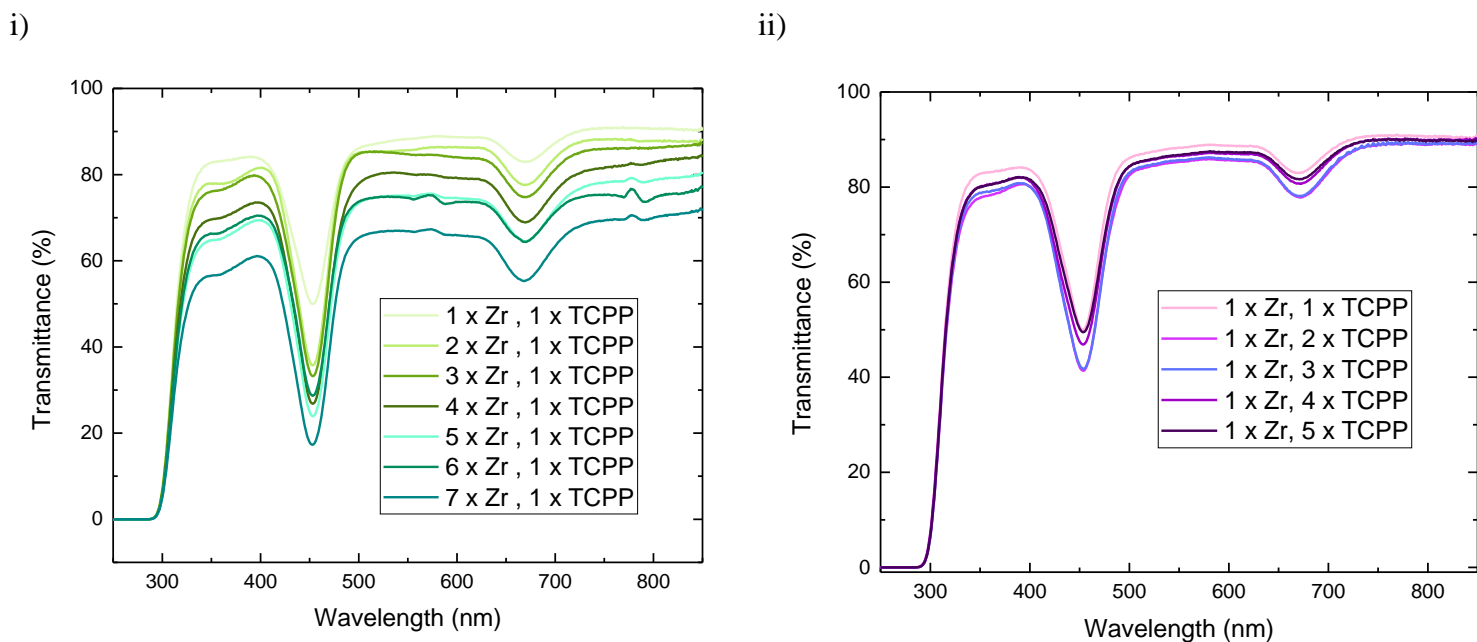 i)
ii)
100
80
60
40
20
0
Transmittance (%)
1 x Zr , 1 x TCPP
2 x Zr , 1 x TCPP
3 x Zr , 1 x TCPP
4 x Zr , 1 x TCPP
5 x Zr , 1 x TCPP
6 x Zr , 1 x TCPP
7 x Zr , 1 x TCPP
300 400 500 600 700 800
Wavelength (nm)
100
80
60
40
20
0
Transmittance (%)
1 x Zr, 1 x TCPP
1 x Zr, 2 x TCPP
1 x Zr, 3 x TCPP
1 x Zr, 4 x TCPP
1 x Zr, 5 x TCPP
300 400 500 600 700 800
Wavelength (nm)